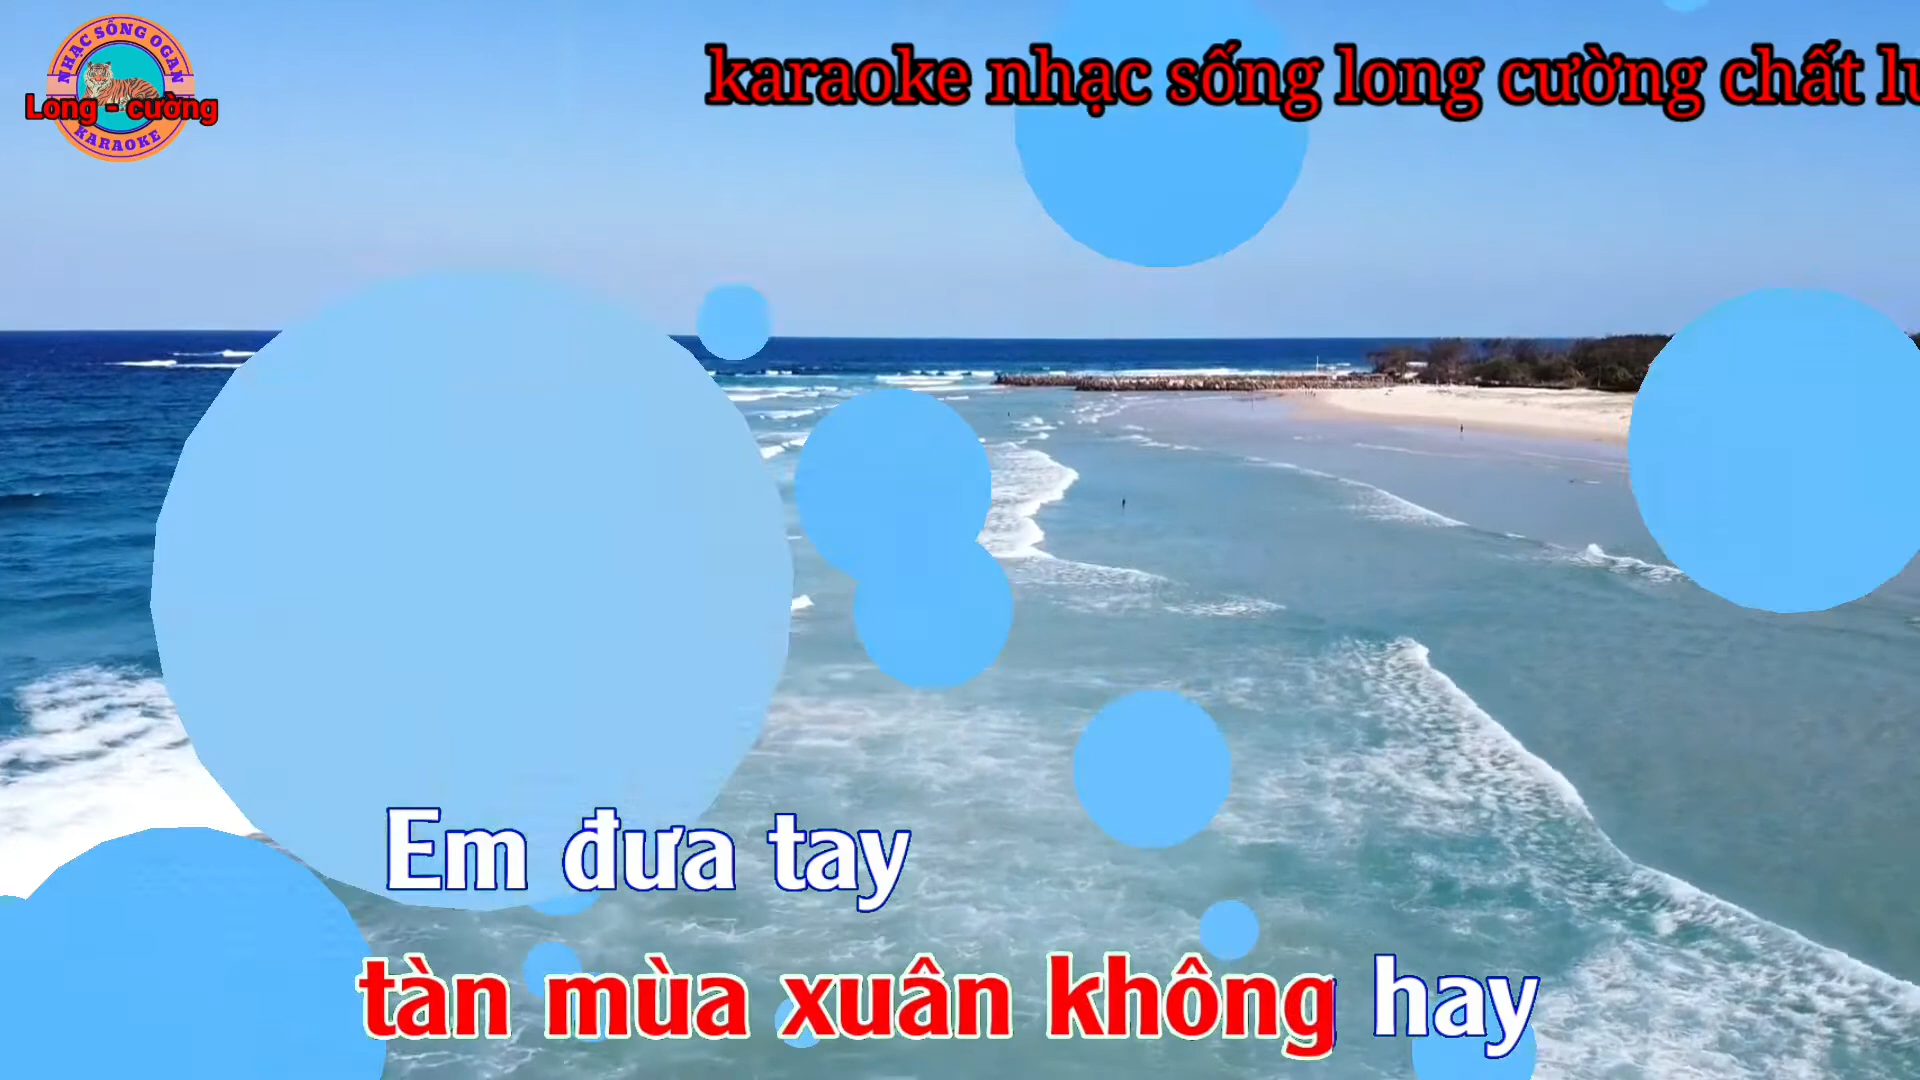 NHẠC SỐNG OGAN
Long - cường
KARAOKE
karaoke nhạc sống long cường chất lư
Em đưa tay
tàn mùa xuân không hay